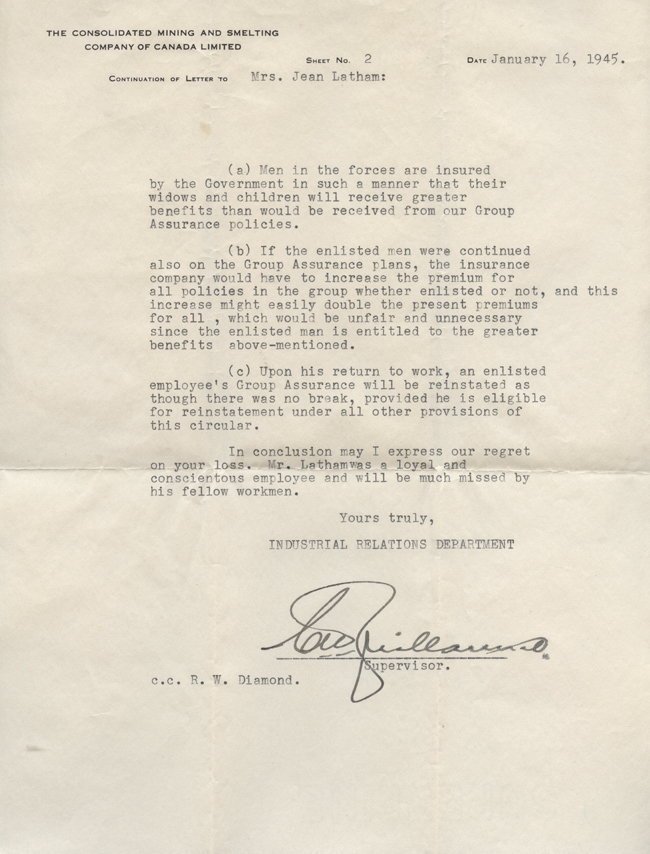 THE CONSOLIDATED MINING AND SMELTING
COMPANY OF CANADA LIMITED
SHEET NO. 2 DATE January 16, 1945.
CONTINUATION OF LETTER TO Mrs. Jean Latham:
(a) Men in the forces are insured
by the Government in such a manner that their
widows and children will receive greater
benefits than would be received from our Group
Assurance policies.
(b) If the enlisted men were continued
also on the Group Assurance plans, the insurance
company would have to increase the premium for
all policies in the group whether enlisted or not, and this
increase might easily double the present premiums
for all , which would be unfair and unnecessary
since the enlisted man is entitled to the greater
benefits above-mentioned.
(c) Upon his return to work, an enlisted
employee's Group Assurance will be reinstated as
though there was no break, provided he is eligible
for reinstatement under all other provisions of
this circular.
In conclusion may I express our regret
on your loss. Mr. Lathamwas a loyal and
conscientous employee and will be much missed by
his fellow workmen.
Yours truly,
INDUSTRIAL RELATIONS DEPARTMENT
Supervisor.
c.c. R. W. Diamond.